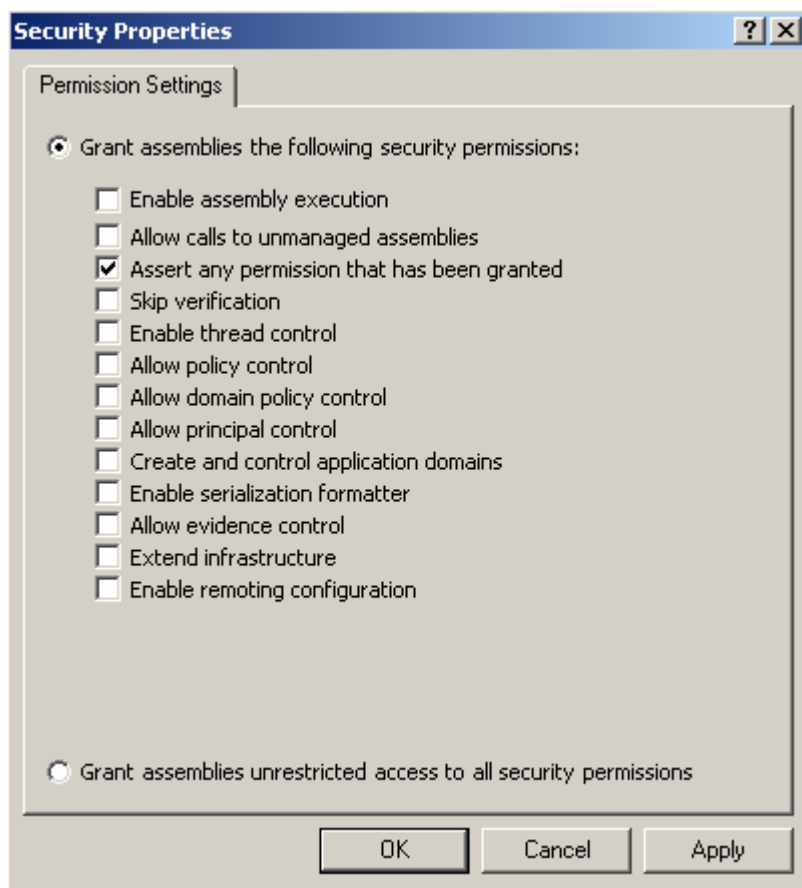 Security Properties
Permission Settings
Grant assemblies the following security permissions:
Enable assembly execution
Allow calls to unmanaged assemblies
Assert any permission that has been granted
Skip verification
Enable thread control
Allow policy control
Allow domain policy control
Allow principal control
Create and control application domains
Enable serialization formatter
Allow evidence control
Extend infrastructure
Enable remoting configuration
Grant assemblies unrestricted access to all security permissions
OK Cancel Apply